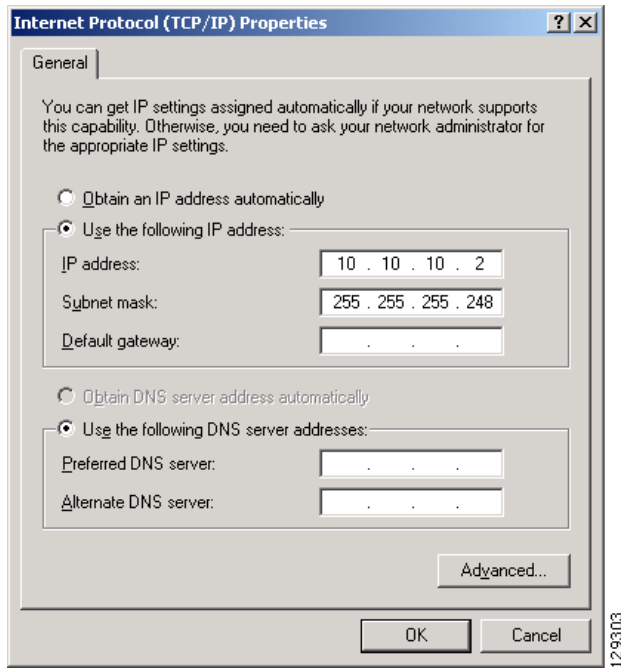 Internet Protocol (TCP/IP) Properties
General
You can get IP settings assigned automatically if your network supports
this capability. Otherwise, you need to ask your network administrator for
the appropriate IP settings.
Obtain an IP address automatically
Use the following IP address:
IP address: 10 . 10 . 10 . 2
Subnet mask: 255 . 255 . 255 . 248
Default gateway: . . .
Obtain DNS server address automatically
Use the following DNS server addresses:
Preferred DNS server: . . .
Alternate DNS server: . . .
Advanced...
OK Cancel
129303